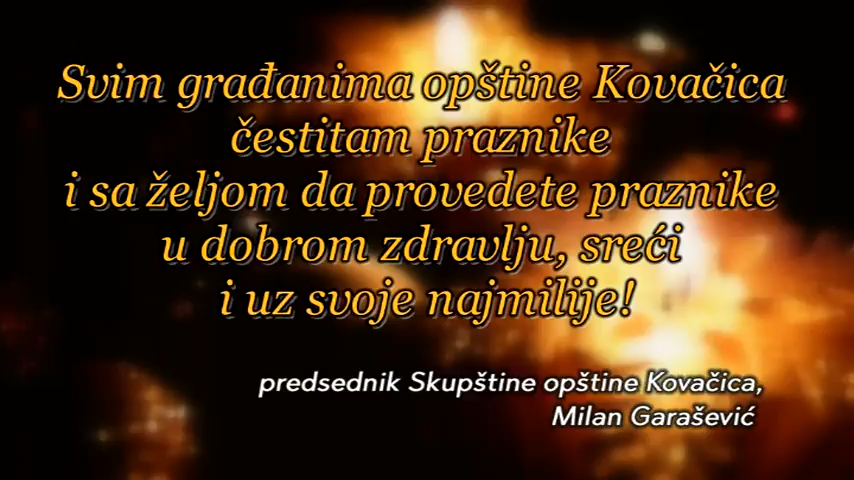 Svim građanima opštine Kovačica
čestitam praznike
i sa željom da provedete praznike
u dobrom zdravlju, sreći
i uz svoje najmilije!
predsednik Skupštine opštine Kovačica,
Milan Garašević